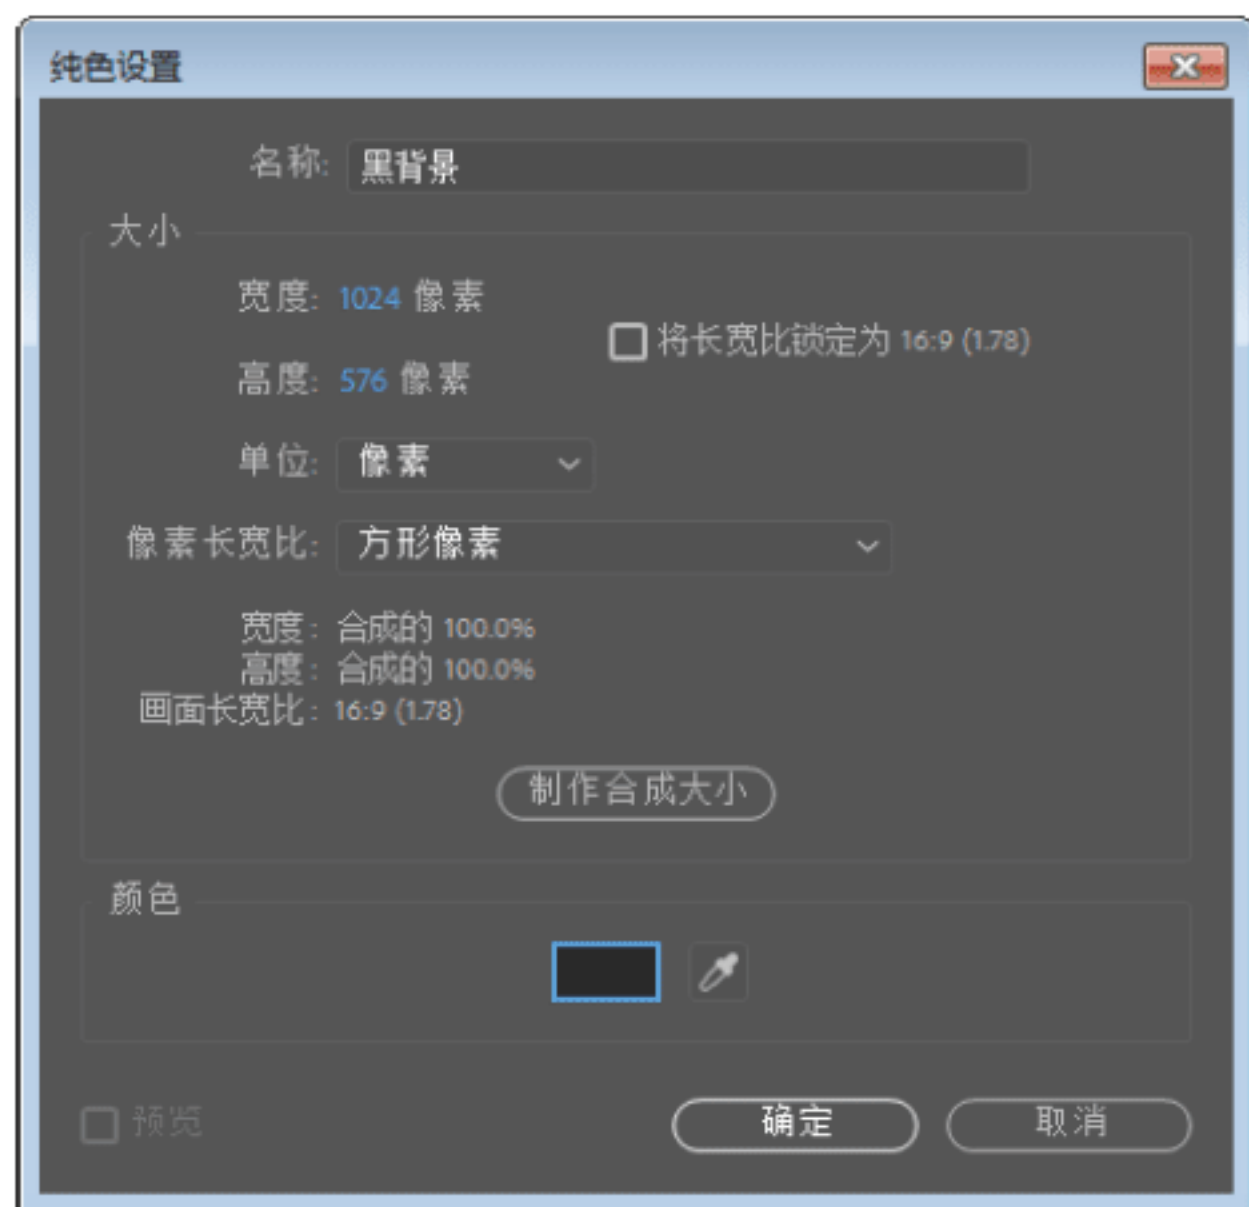 纯色设置
名称: 黑背景
大小
宽度: 1024 像素
将长宽比锁定为 16:9 (1.78)
高度: 576 像素
单位: 像素
像素长宽比: 方形像素
宽度: 合成的 100.0%
高度: 合成的 100.0%
画面长宽比: 16:9 (1.78)
制作合成大小
颜色
预览 确定 取消